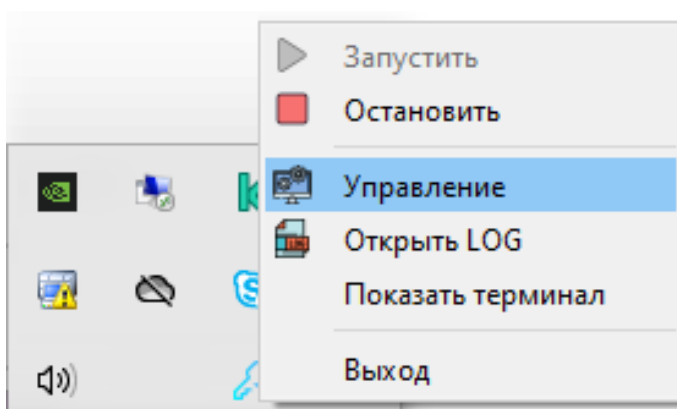 Запустить
Остановить
Управление
Открыть LOG
Показать терминал
Выход